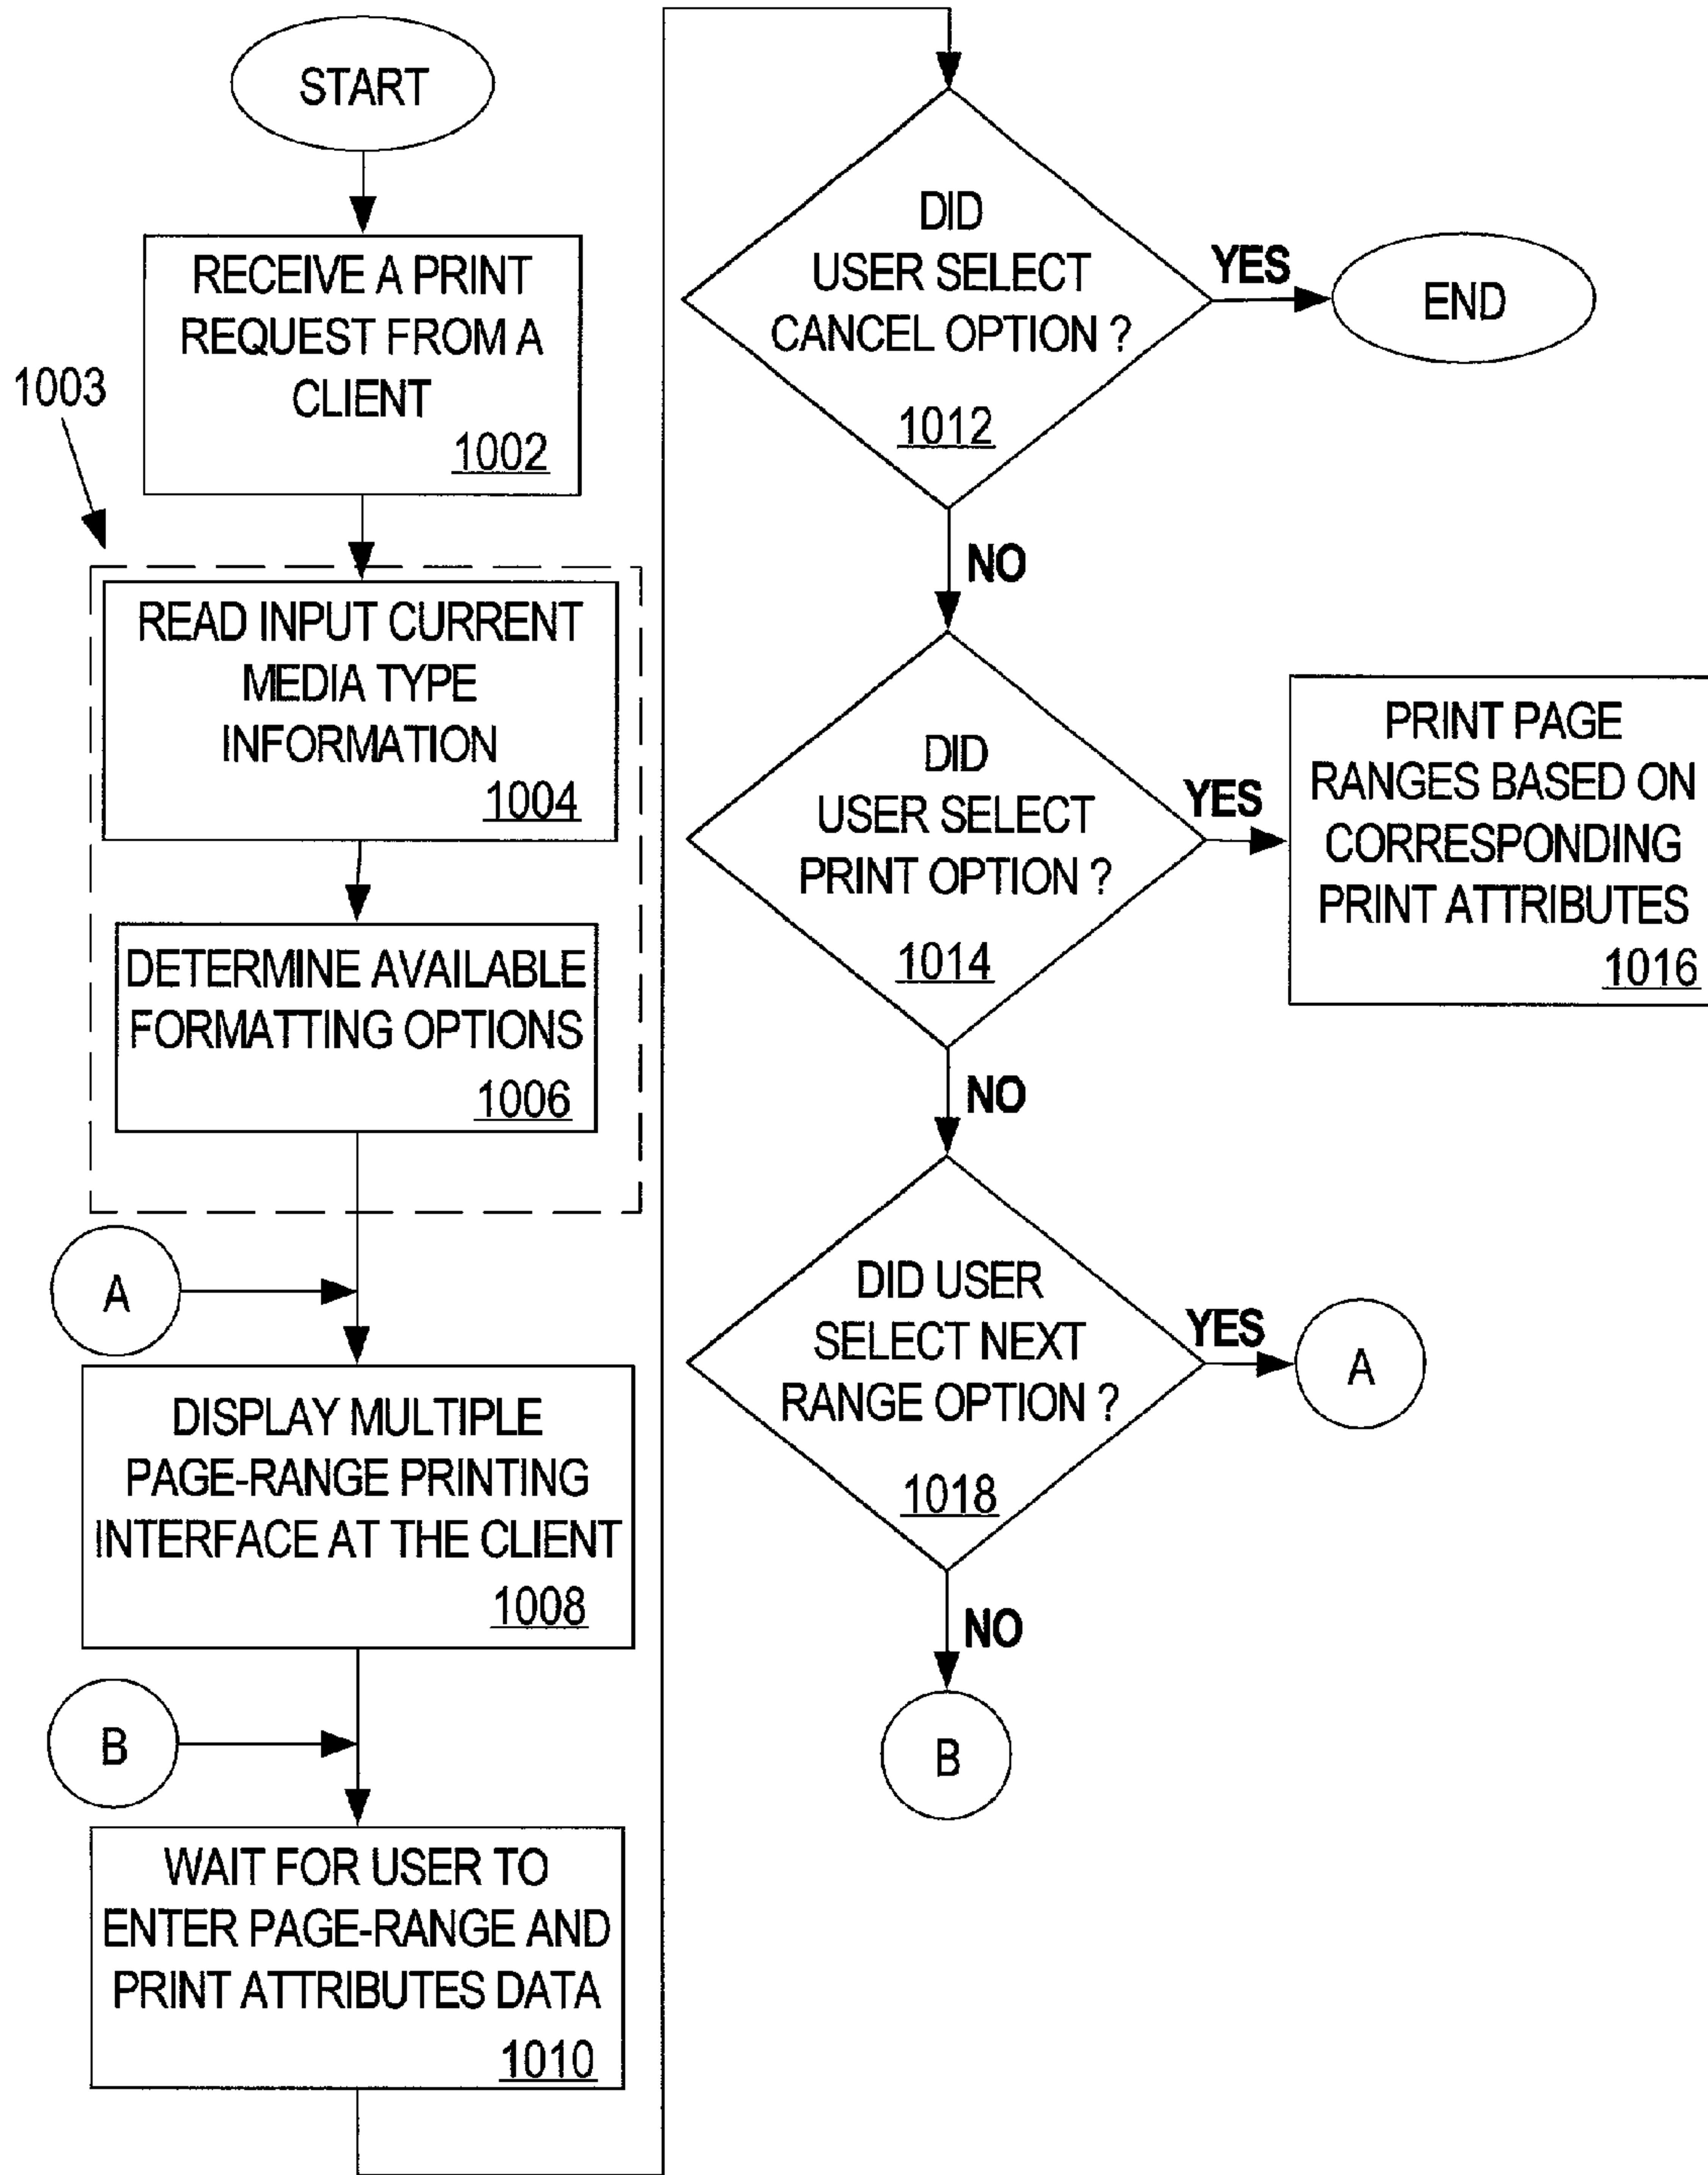 START
RECEIVE A PRINT
REQUEST FROM A
CLIENT
1002
1003
READ INPUT CURRENT
MEDIA TYPE
INFORMATION
1004
DETERMINE AVAILABLE
FORMATTING OPTIONS
1006
A
DISPLAY MULTIPLE
PAGE-RANGE PRINTING
INTERFACE AT THE CLIENT
1008
B
WAIT FOR USER TO
ENTER PAGE-RANGE AND
PRINT ATTRIBUTES DATA
1010
DID
USER SELECT
CANCEL OPTION ?
1012
YES
END
NO
DID
USER SELECT
PRINT OPTION ?
1014
YES
PRINT PAGE
RANGES BASED ON
CORRESPONDING
PRINT ATTRIBUTES
1016
NO
DID USER
SELECT NEXT
RANGE OPTION ?
1018
YES
A
NO
B